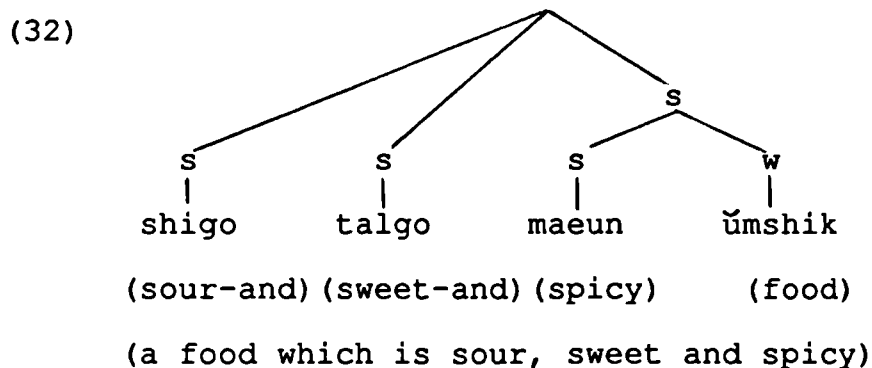 (32)
s
s s s w
shigo talgo maeun ŭmshik
(sour-and) (sweet-and) (spicy) (food)
(a food which is sour, sweet and spicy)